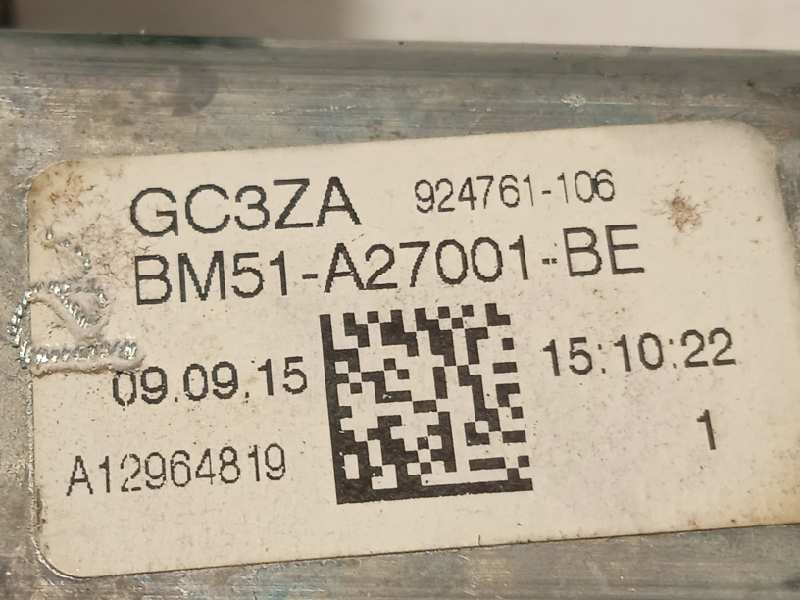 GC3ZA 924761-106
BM51-A27001-BE
09.09.15 15:10:22
A12964819 1